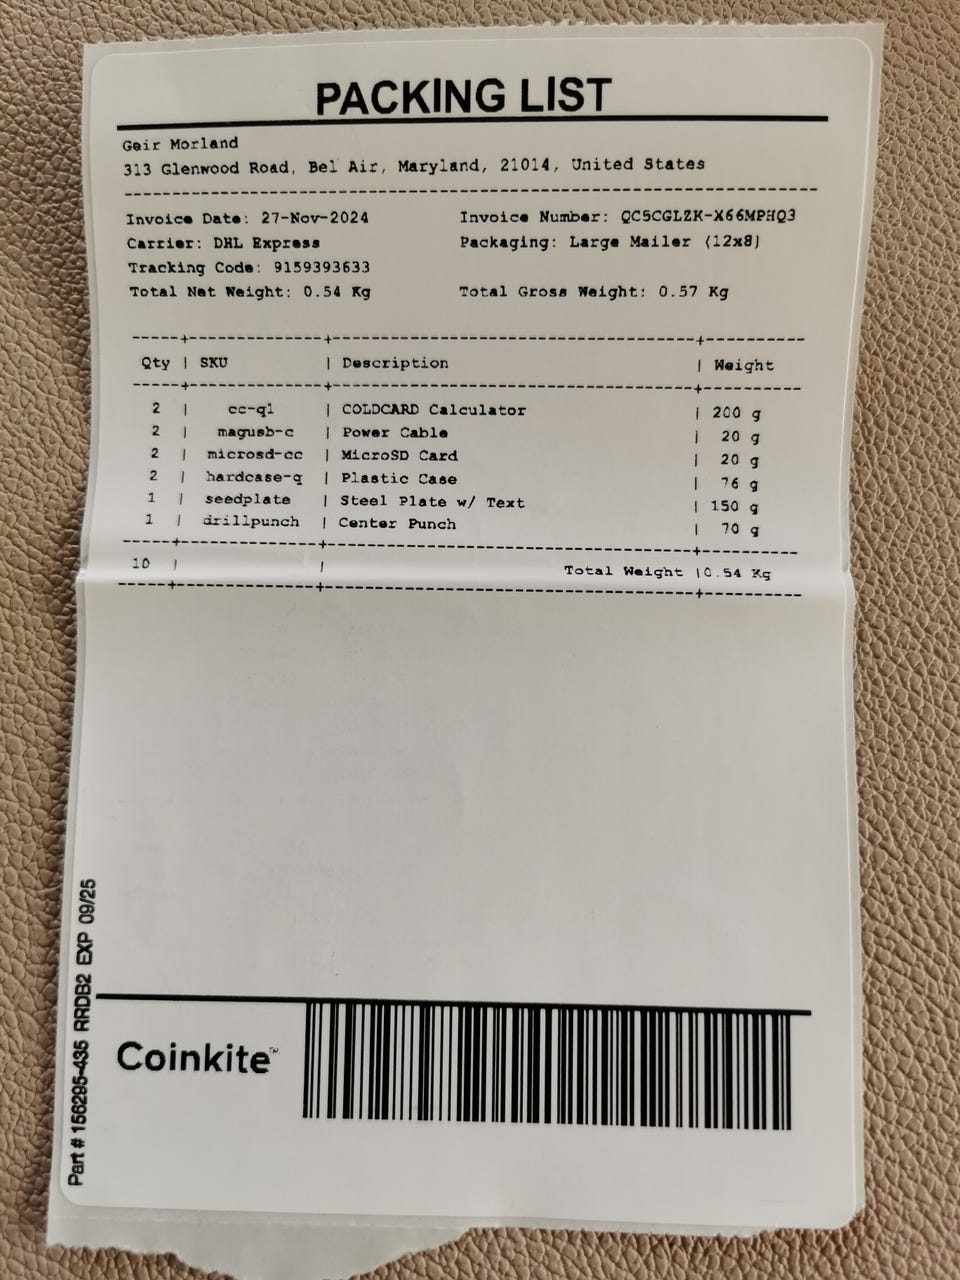 PACKING LIST
Geir Morland
313 Glenwood Road, Bel Air, Maryland, 21014, United States
Invoice Date: 27-Nov-2024 Invoice Number: QC5CGLZK-X66MPHQ3
Carrier: DHL Express Packaging: Large Mailer (12x8)
Tracking Code: 9159393633
Total Net Weight: 0.54 Kg Total Gross Weight: 0.57 Kg
Qty | SKU | Description | Weight
2 | cc-q1 | COLDCARD Calculator | 200 g
2 | magusb-c | Power Cable | 20 g
2 | microsd-cc | MicroSD Card | 20 g
2 | hardcase-q | Plastic Case | 76 g
1 | seedplate | Steel Plate w/ Text | 150 g
1 | drillpunch | Center Punch | 70 g
10 | | Total Weight |0.54 Kg
Coinkite™
Part # 156295-435 RRDB2 EXP 09/25